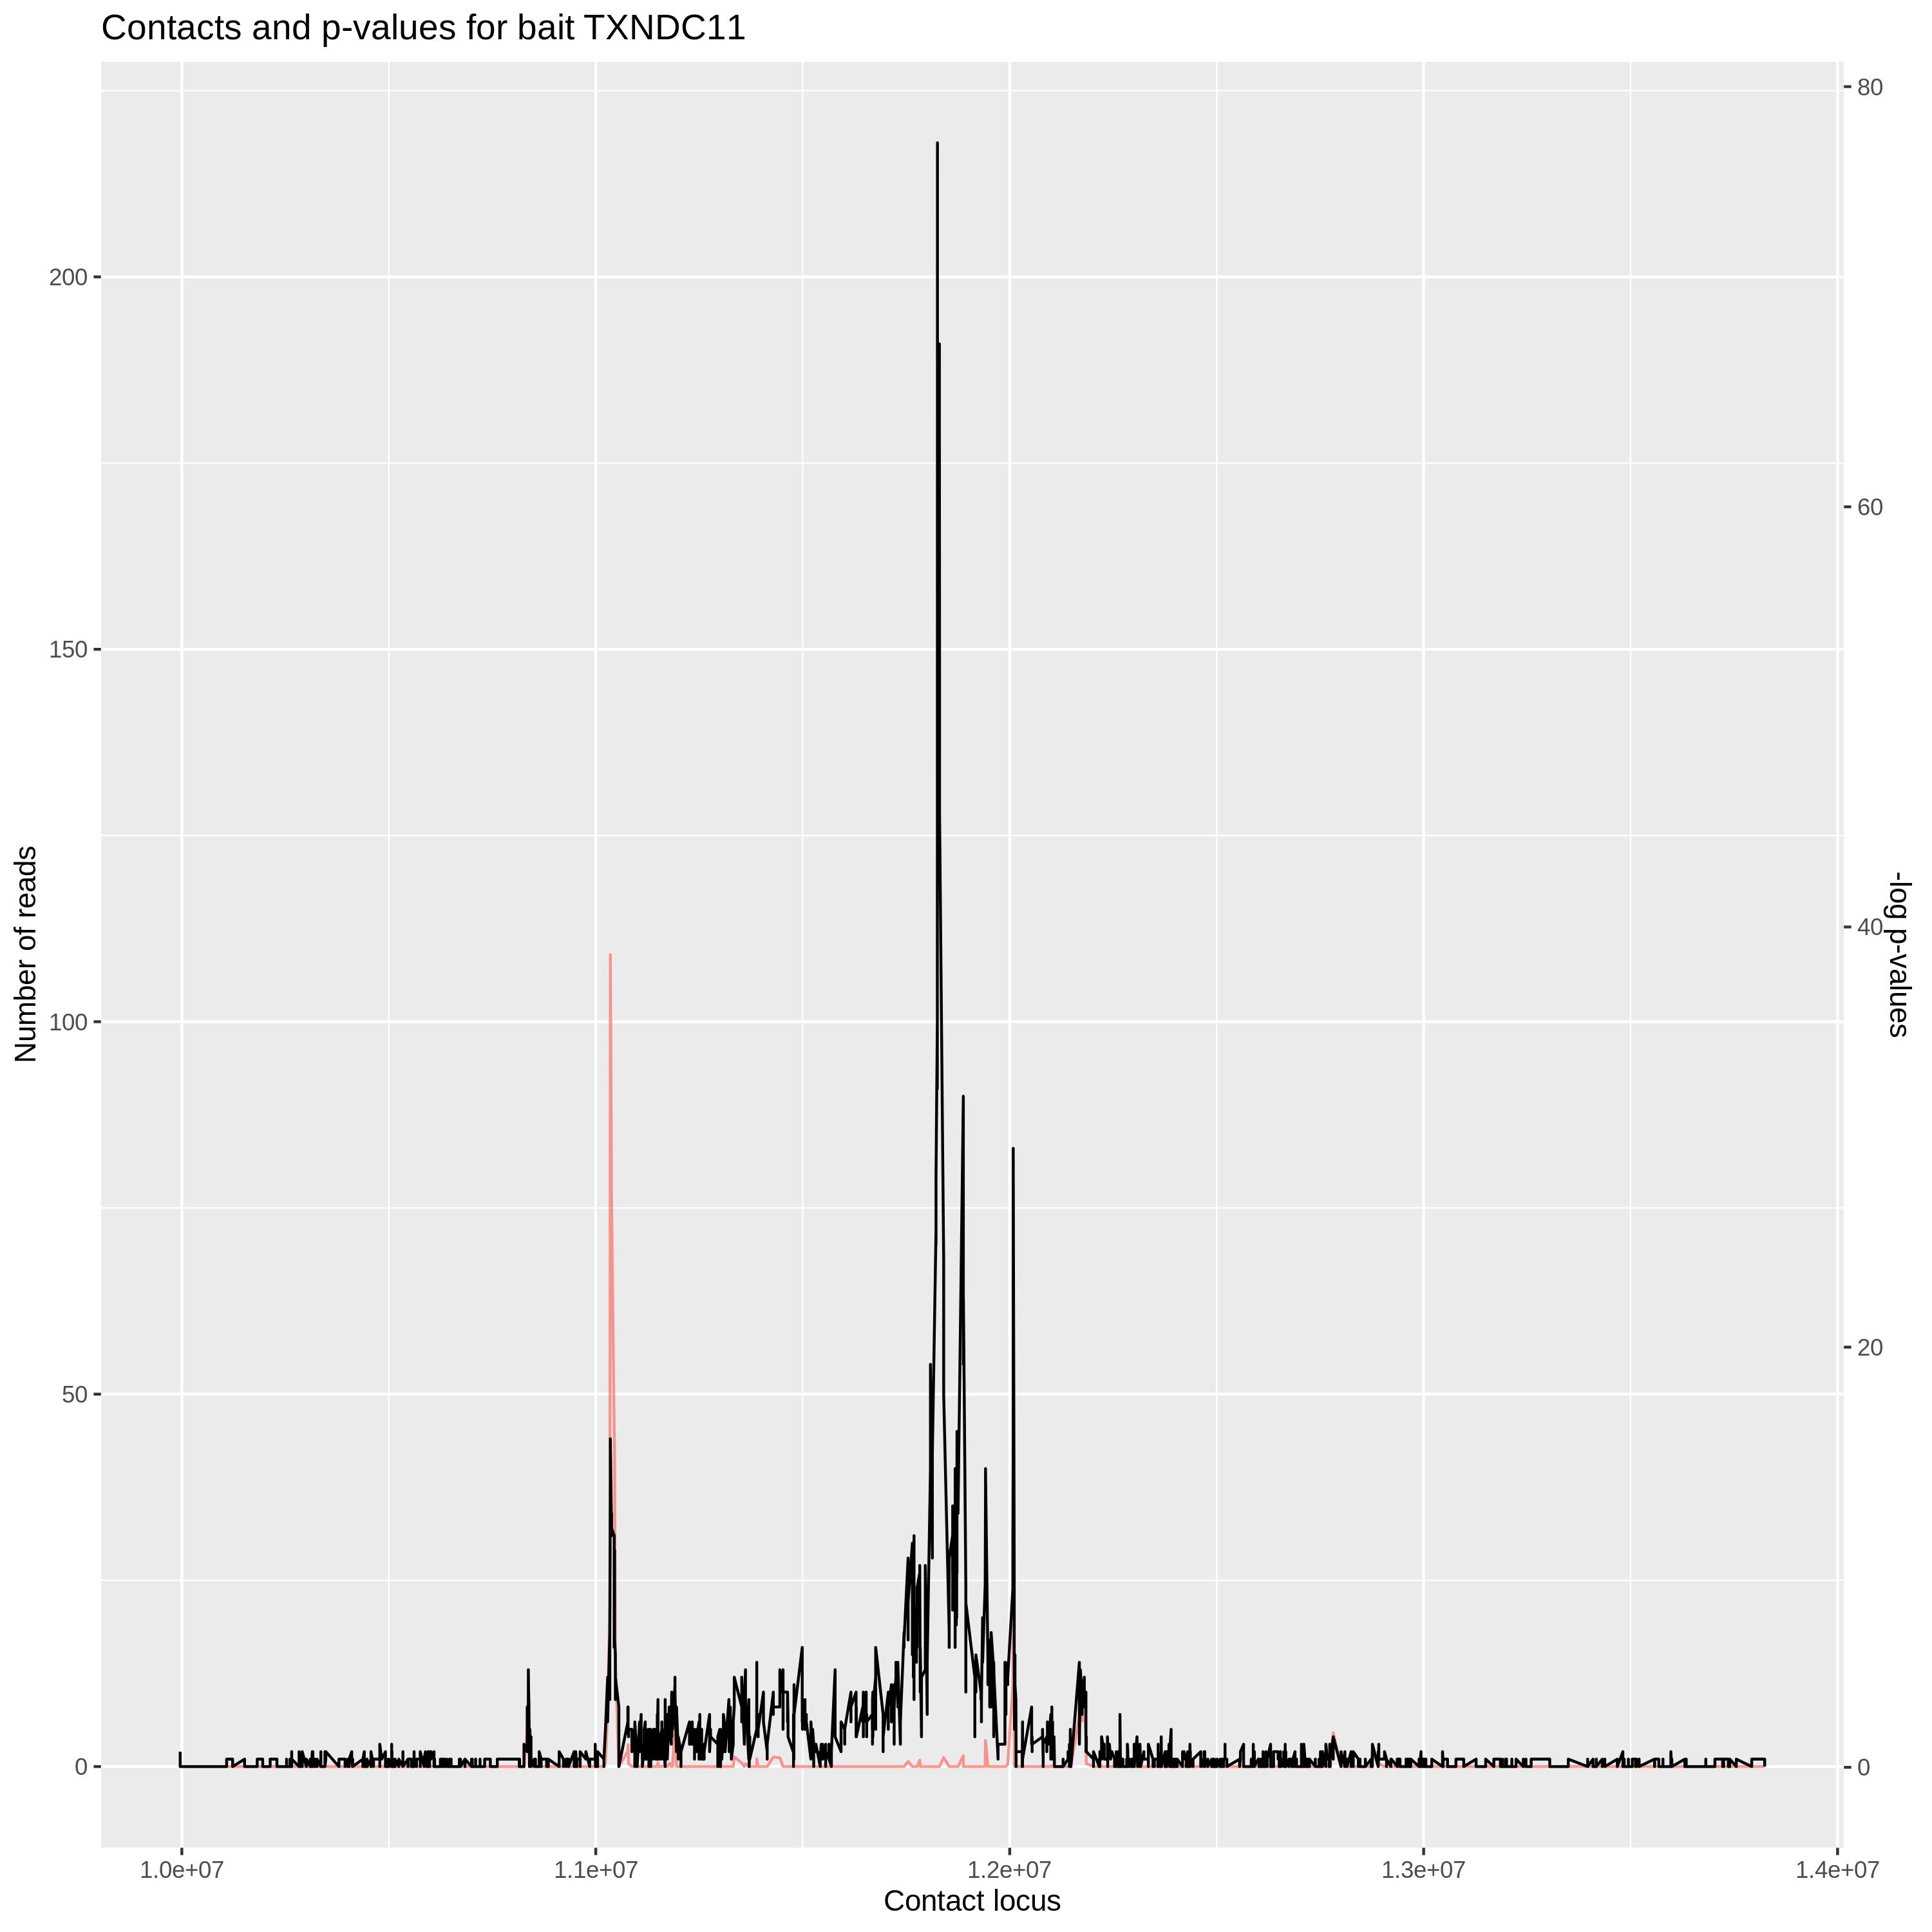 Contacts and p-values for bait TXNDC11
200
150
100
50
0
Number of reads
80
60
40
20
0
-log p-values
1.0e+07 1.1e+07 1.2e+07 1.3e+07 1.4e+07
Contact locus